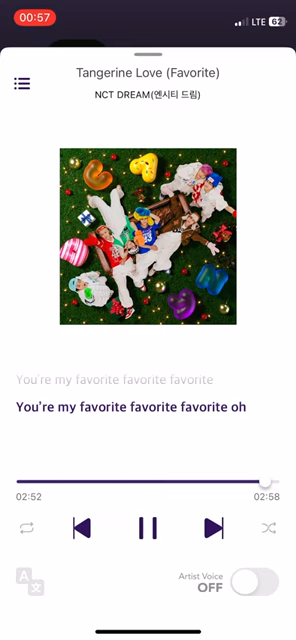 00:57
LTE 62
Tangerine Love (Favorite)
NCT DREAM(엔시티 드림)
You're my favorite favorite favorite
You're my favorite favorite favorite oh
02:52
02:58
A
文
Artist Voice
OFF